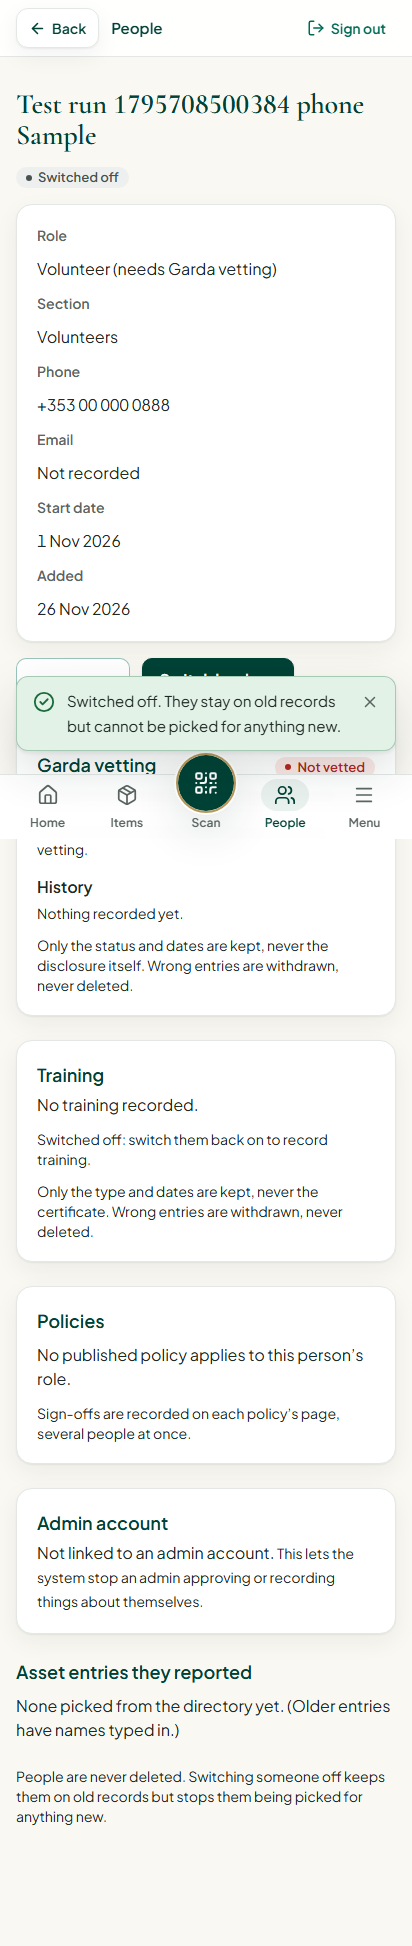 Back
People
Sign out
Test run 1795708500384 phone
Sample
Switched off
Role
Volunteer (needs Garda vetting)
Section
Volunteers
Phone
+353 00 000 0888
Email
Not recorded
Start date
1 Nov 2026
Added
26 Nov 2026
Switched off. They stay on old records
but cannot be picked for anything new.
Garda vetting
Not vetted
Home
Items
Scan
People
Menu
vetting.
History
Nothing recorded yet.
Only the status and dates are kept, never the
disclosure itself. Wrong entries are withdrawn,
never deleted.
Training
No training recorded.
Switched off: switch them back on to record
training.
Only the type and dates are kept, never the
certificate. Wrong entries are withdrawn, never
deleted.
Policies
No published policy applies to this person’s
role.
Sign-offs are recorded on each policy’s page,
several people at once.
Admin account
Not linked to an admin account. This lets the
system stop an admin approving or recording
things about themselves.
Asset entries they reported
None picked from the directory yet. (Older entries
have names typed in.)
People are never deleted. Switching someone off keeps
them on old records but stops them being picked for
anything new.